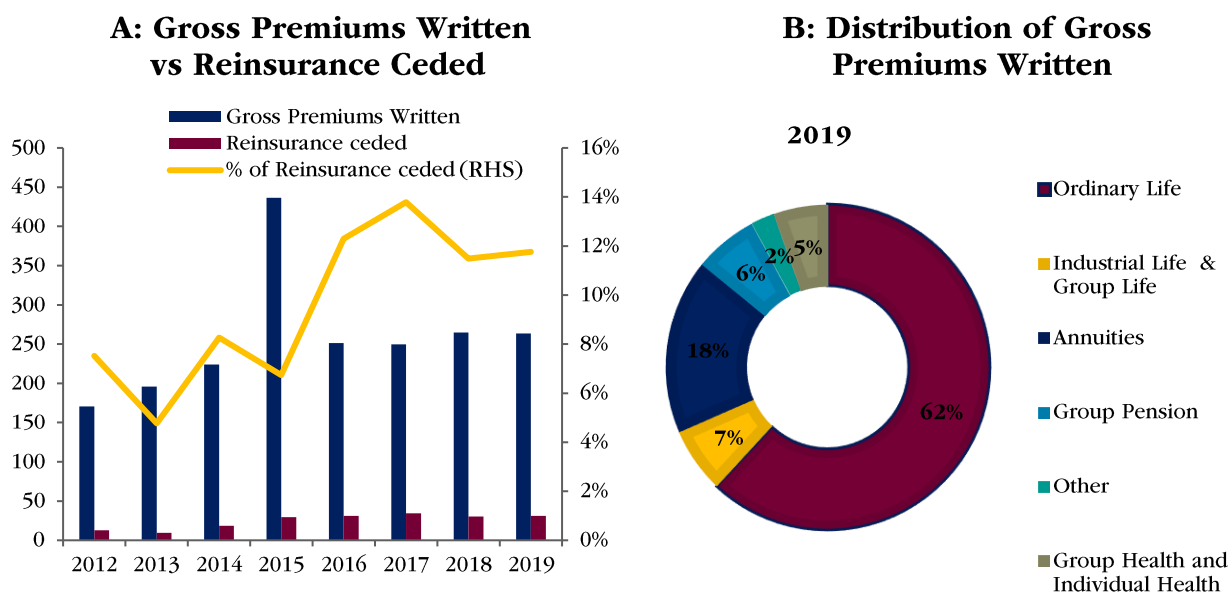 A: Gross Premiums Written
vs Reinsurance Ceded
Gross Premiums Written
Reinsurance ceded
% of Reinsurance ceded (RHS)
500
450
400
350
300
250
200
150
100
50
0
16%
14%
12%
10%
8%
6%
4%
2%
0%
2012 2013 2014 2015 2016 2017 2018 2019
B: Distribution of Gross
Premiums Written
2019
5%
2%
6%
18%
7%
62%
Ordinary Life
Industrial Life &
Group Life
Annuities
Group Pension
Other
Group Health and
Individual Health